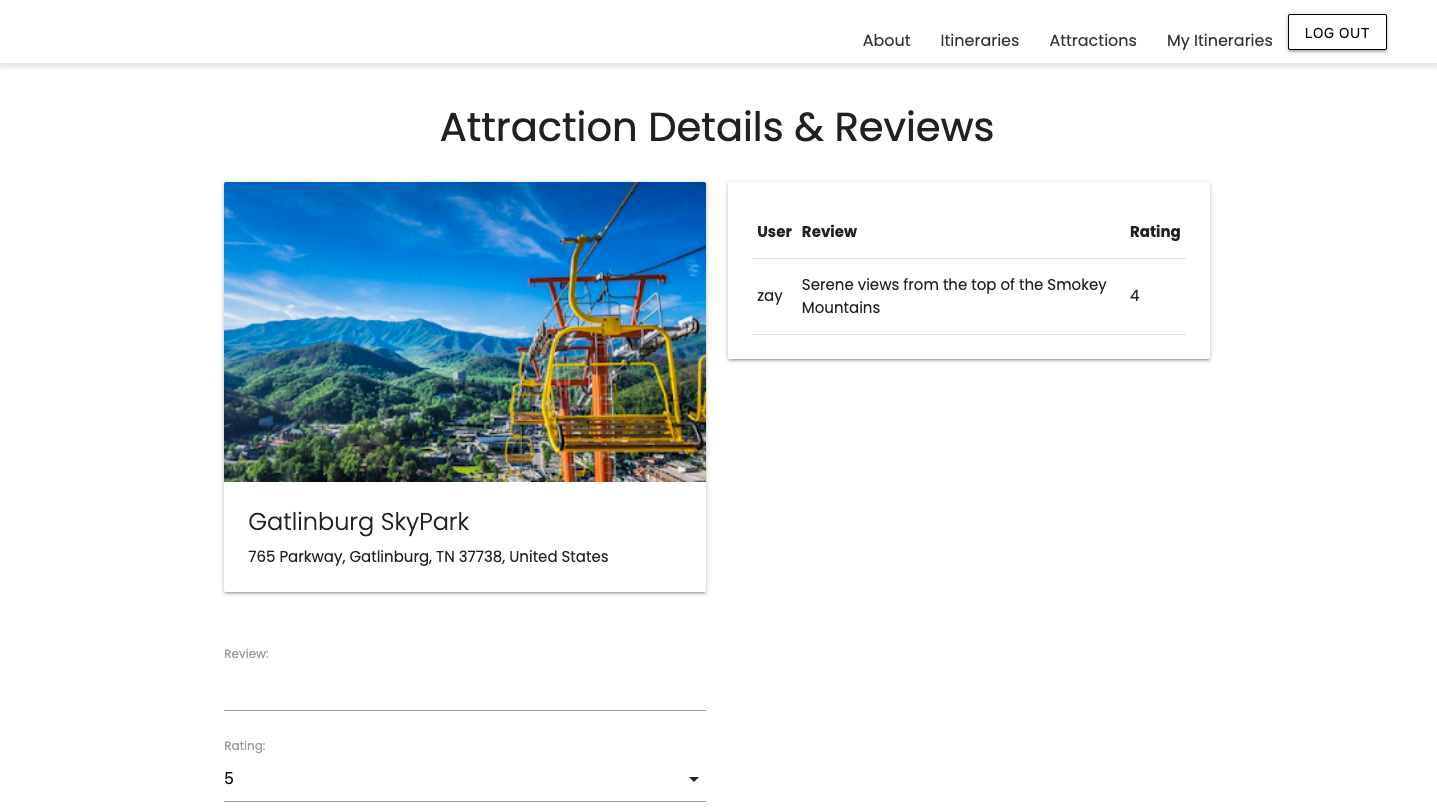 About Itineraries Attractions My Itineraries LOG OUT
Attraction Details & Reviews
Gatlinburg SkyPark
765 Parkway, Gatlinburg, TN 37738, United States
User Review Rating
zay Serene views from the top of the Smokey 4
Mountains
Review:
Rating:
5